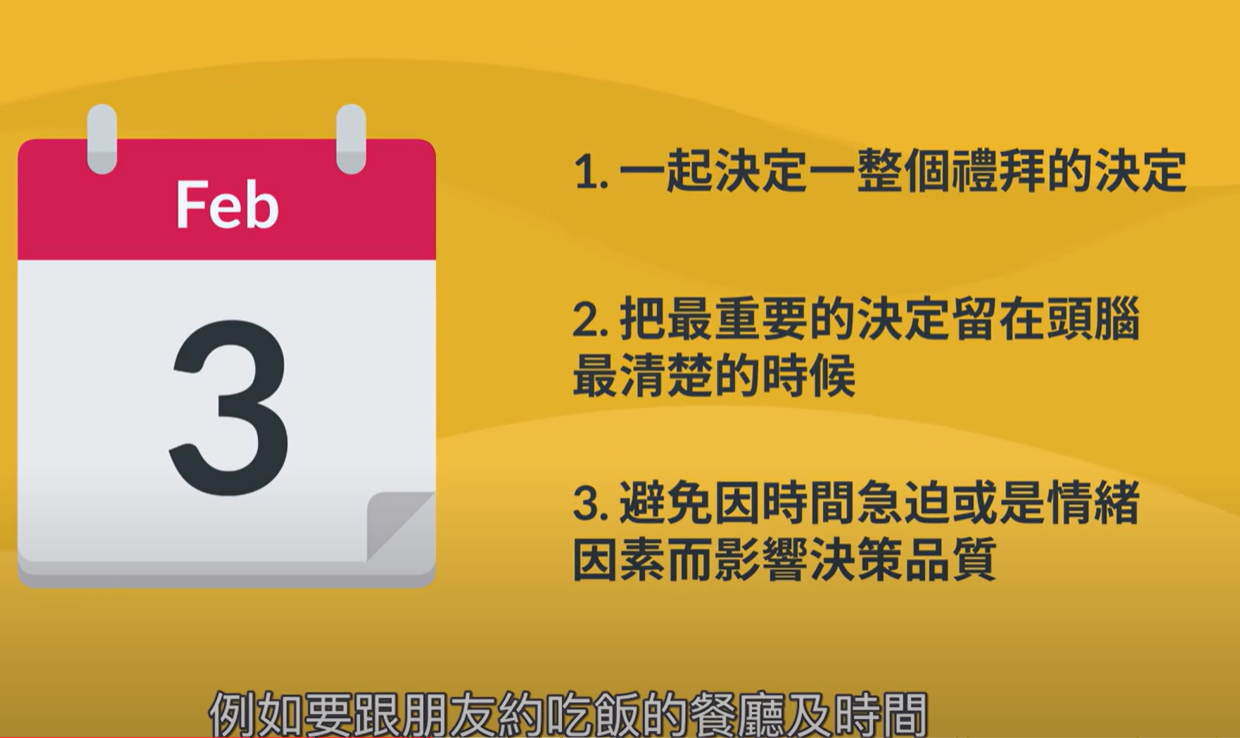 Feb
3
1. 一起決定一整個禮拜的決定
2. 把最重要的決定留在頭腦
最清楚的時候
3. 避免因時間急迫或是情緒
因素而影響決策品質
例如要跟朋友約吃飯的餐廳及時間